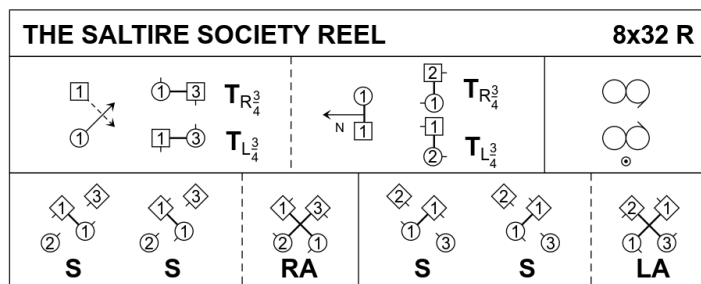 THE SALTIRE SOCIETY REEL 8x32 R
1 1 3 T R 3/4 1 2 1 T R 3/4
1 1 3 T L 3/4 N 1 1 2 T L 3/4
1 3 2 1 1 3 2 1 1 3 2 1 2 1 1 3 2 1 1 3 2 1 1 3
S S RA S S LA